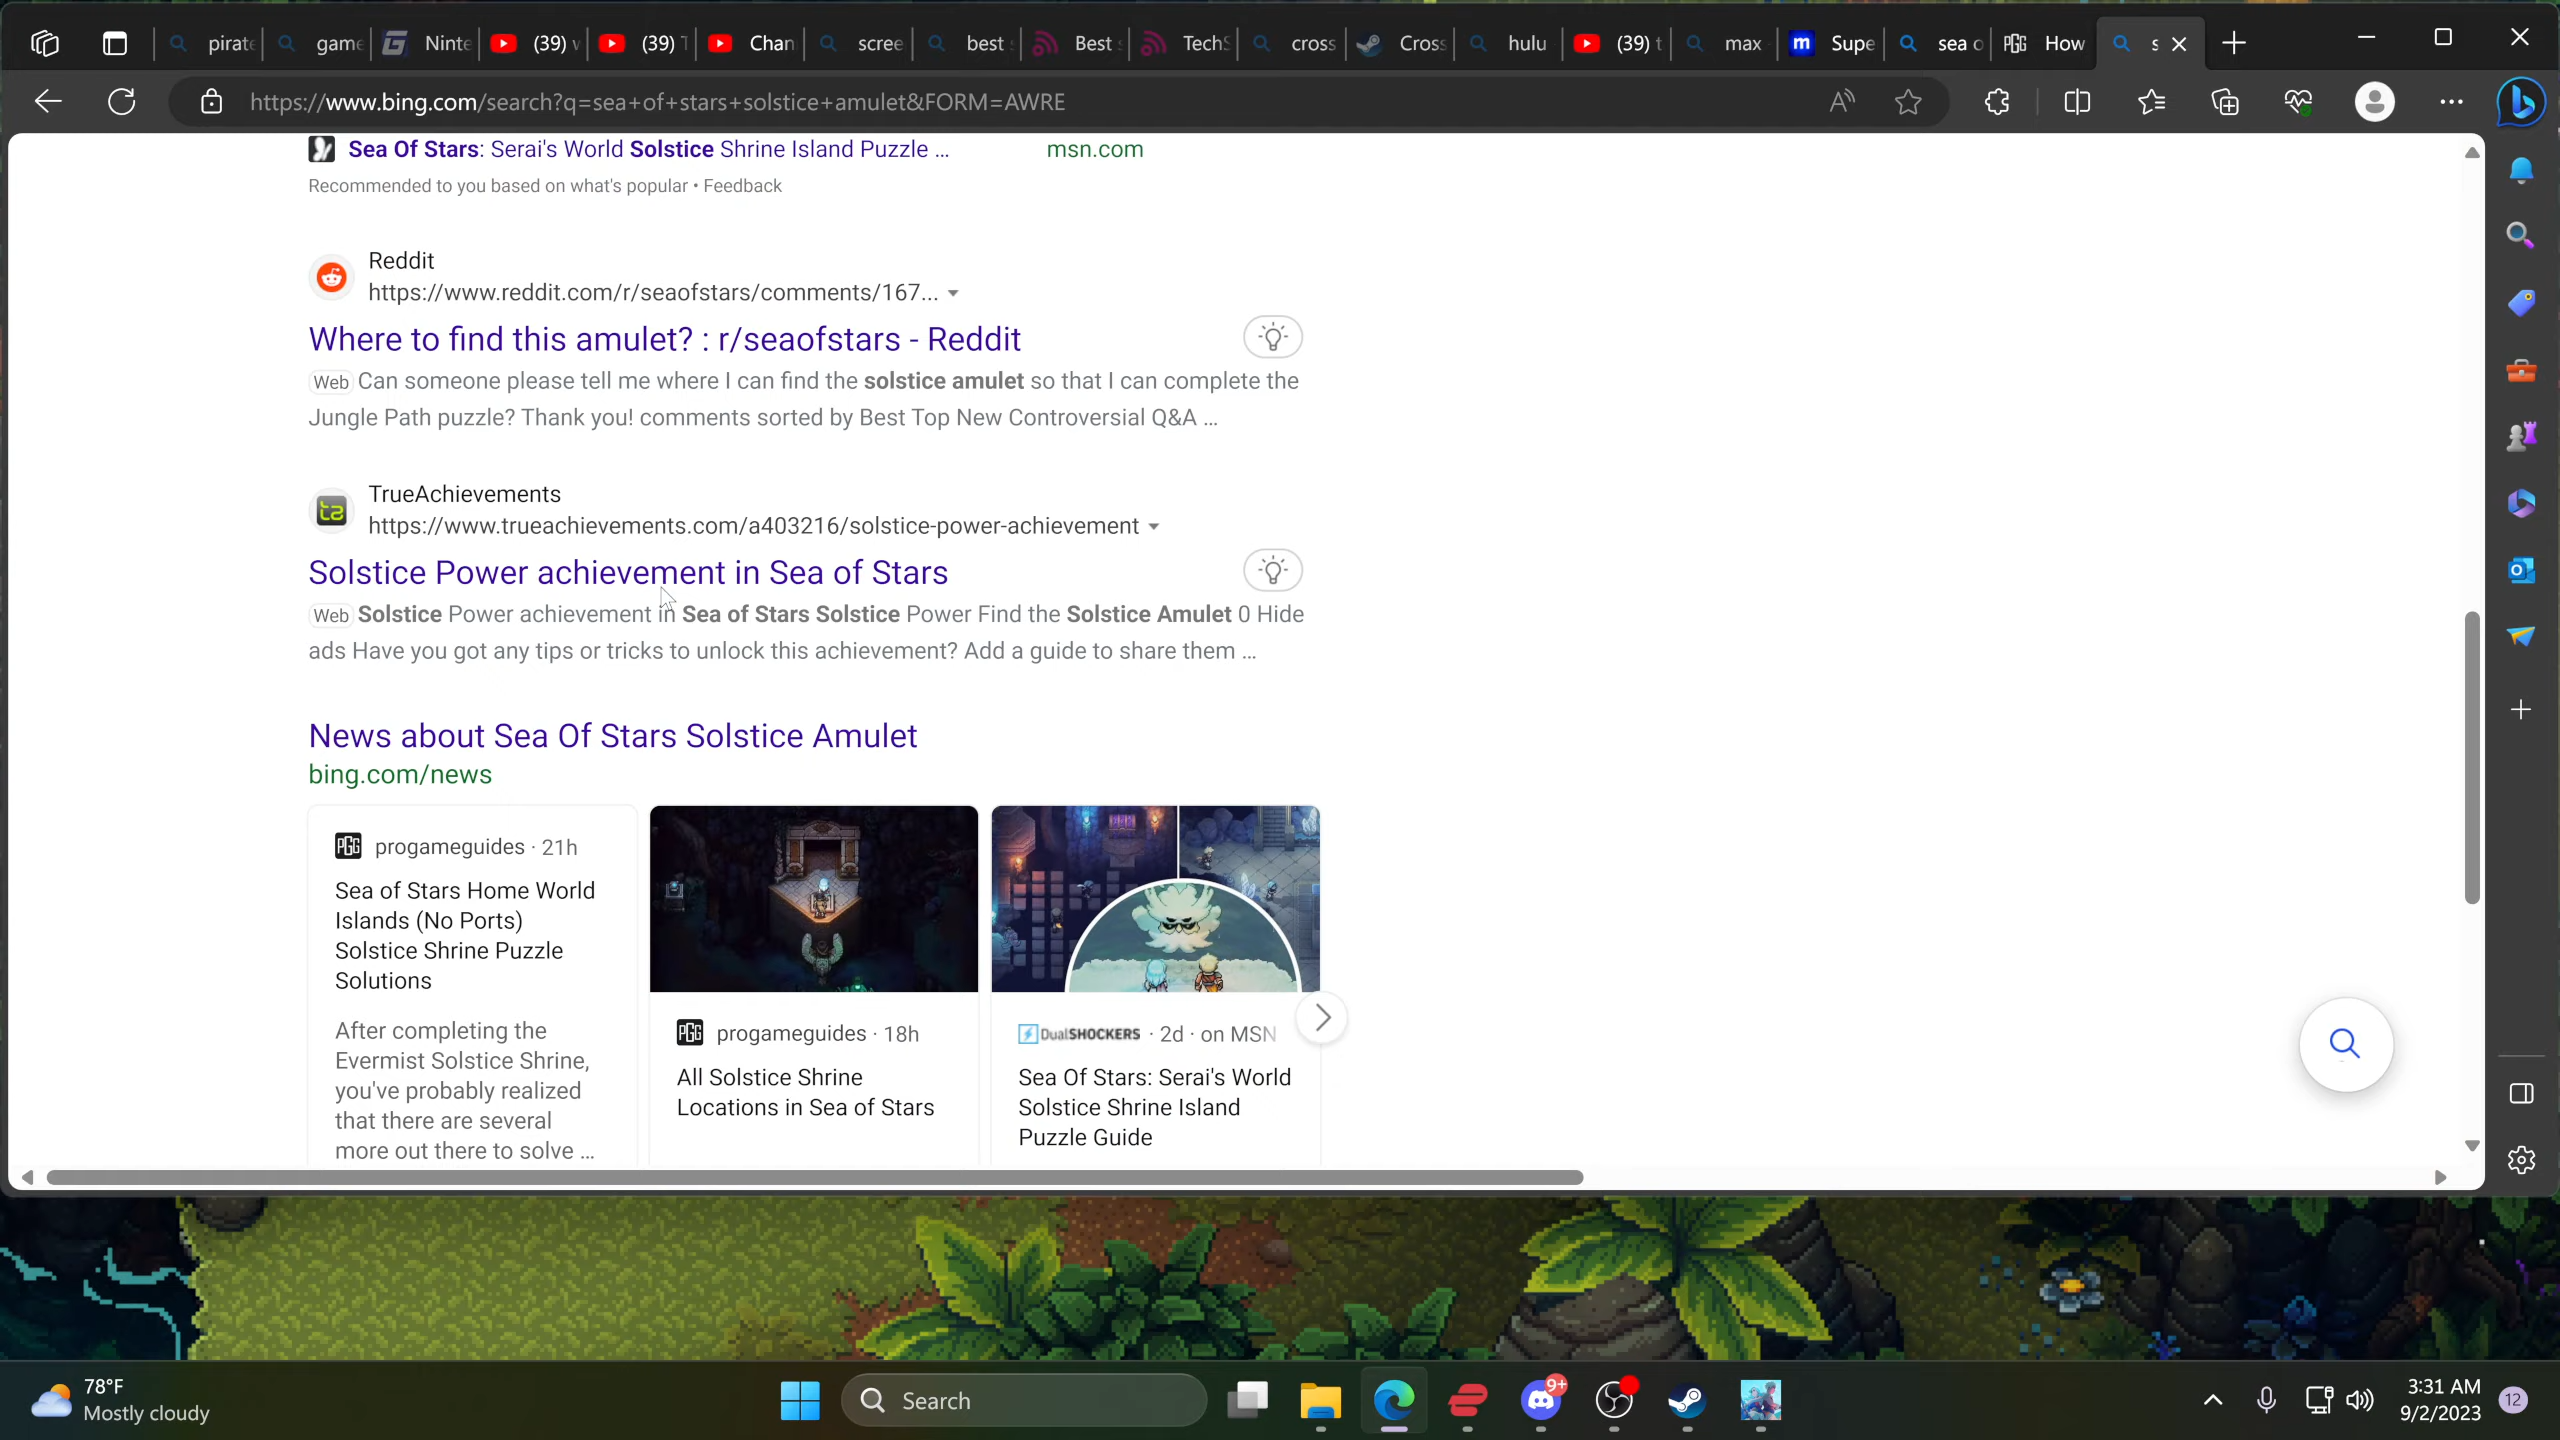 pirate
game
Ninte
(39) v
(39) T
Chan
scree
best
Best s
TechS
cross
Cross
hulu
(39) t
max
Supe
sea o
How
s
https://www.bing.com/search?q=sea+of+stars+solstice+amulet&FORM=AWRE
Sea Of Stars: Serai's World Solstice Shrine Island Puzzle ...
msn.com
Recommended to you based on what's popular • Feedback
Reddit
https://www.reddit.com/r/seaofstars/comments/167...
Where to find this amulet? : r/seaofstars - Reddit
Web Can someone please tell me where I can find the solstice amulet so that I can complete the
Jungle Path puzzle? Thank you! comments sorted by Best Top New Controversial Q&A ...
TrueAchievements
https://www.trueachievements.com/a403216/solstice-power-achievement
Solstice Power achievement in Sea of Stars
Web Solstice Power achievement in Sea of Stars Solstice Power Find the Solstice Amulet 0 Hide
ads Have you got any tips or tricks to unlock this achievement? Add a guide to share them ...
News about Sea Of Stars Solstice Amulet
bing.com/news
PGG progameguides · 21h
Sea of Stars Home World
Islands (No Ports)
Solstice Shrine Puzzle
Solutions
After completing the
Evermist Solstice Shrine,
you've probably realized
that there are several
more out there to solve ...
PGG progameguides · 18h
All Solstice Shrine
Locations in Sea of Stars
DualSHOCKERS · 2d · on MSN
Sea Of Stars: Serai's World
Solstice Shrine Island
Puzzle Guide
78°F
Mostly cloudy
Search
9+
3:31 AM
9/2/2023
12